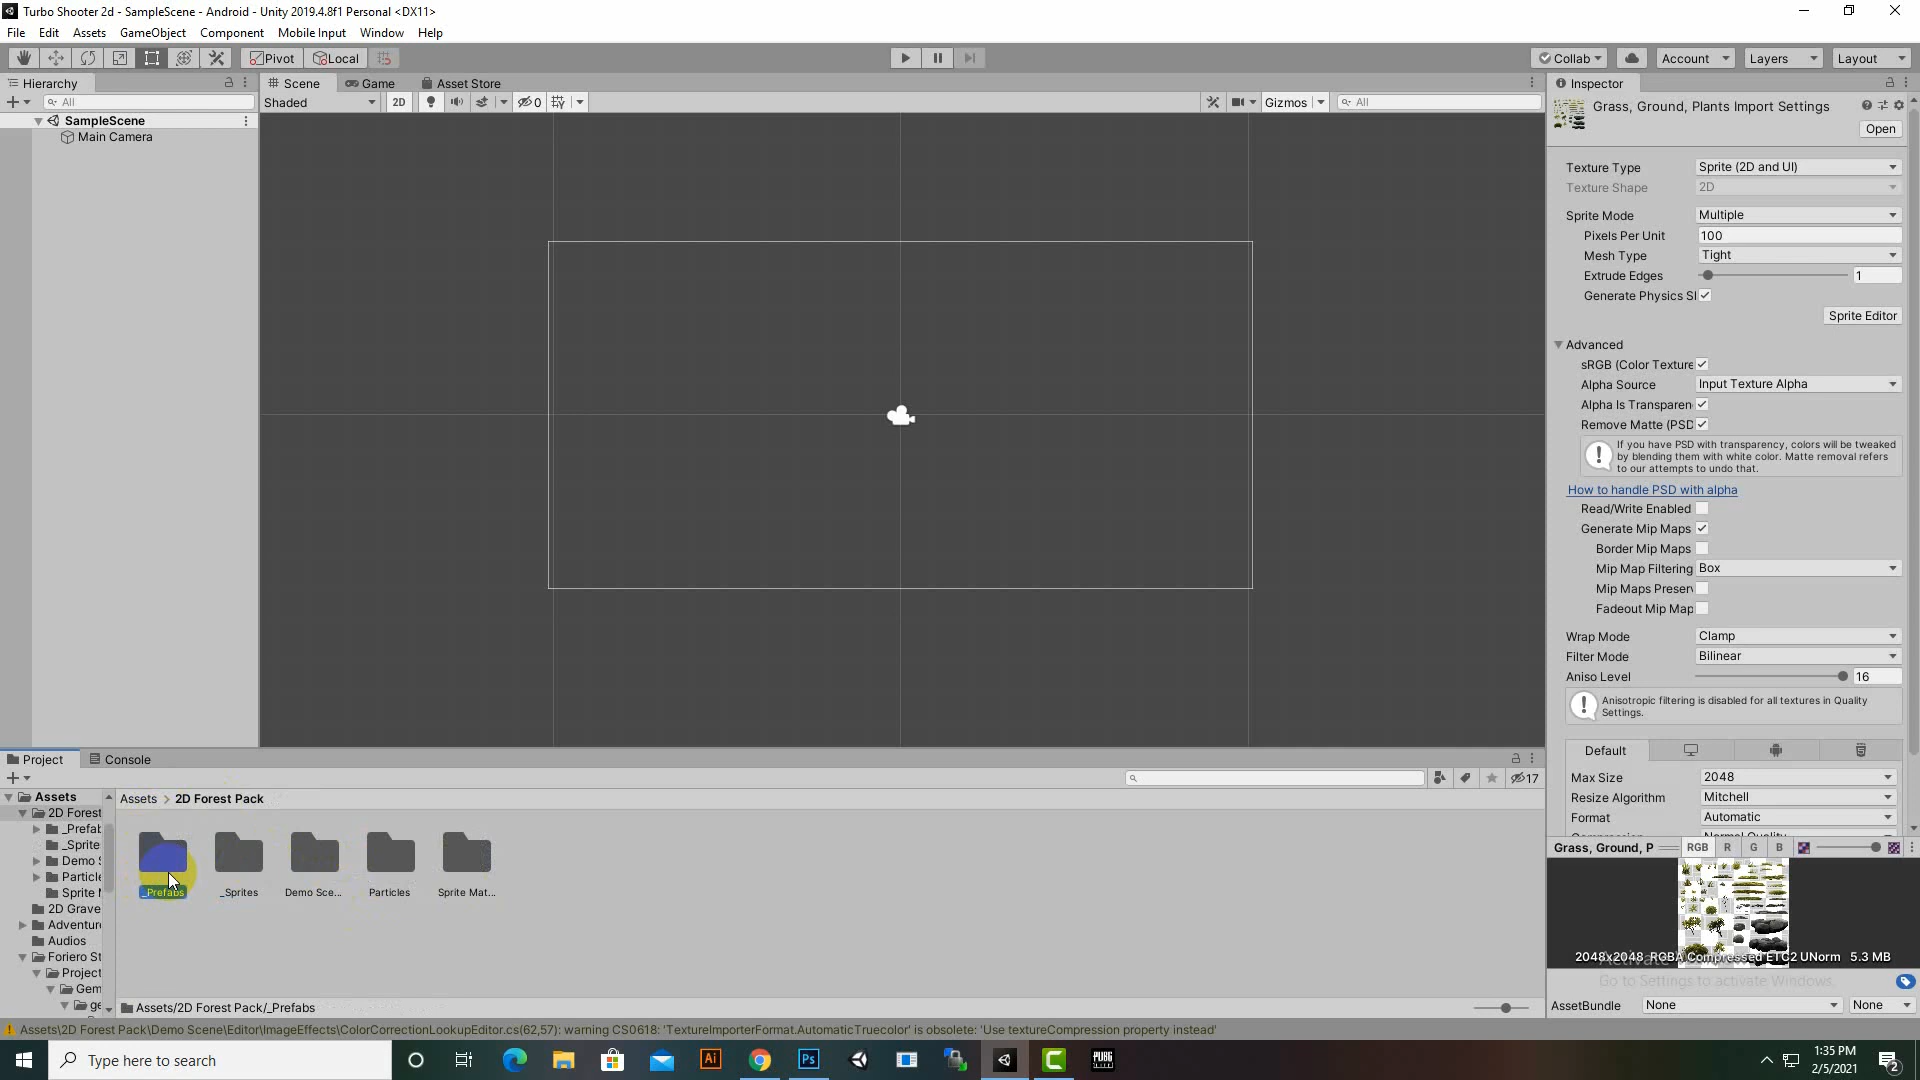 Turbo Shooter 2d - SampleScene - Android - Unity 2019.4.8f1 Personal <DX11>
File Edit Assets GameObject Component Mobile Input Window Help
Pivot Local Collab Account Layers Layout
Hierarchy
All
SampleScene
Main Camera
Scene Game Asset Store
Shaded 2D 0 Gizmos All
Inspector
Grass, Ground, Plants Import Settings
Open
Texture Type Sprite (2D and UI)
Texture Shape 2D
Sprite Mode Multiple
Pixels Per Unit 100
Mesh Type Tight
Extrude Edges 1
Generate Physics S
Sprite Editor
Advanced
sRGB (Color Texture
Alpha Source Input Texture Alpha
Alpha Is Transparen
Remove Matte (PSD
If you have PSD with transparency, colors will be tweaked
by blending them with white color. Matte removal refers
to our attempts to undo that.
How to handle PSD with alpha
Read/Write Enabled
Generate Mip Maps
Border Mip Maps
Mip Map Filtering Box
Mip Maps Preser
Fadeout Mip Map
Wrap Mode Clamp
Filter Mode Bilinear
Aniso Level 16
Anisotropic filtering is disabled for all textures in Quality
Settings.
Default
Max Size 2048
Resize Algorithm Mitchell
Format Automatic
Grass, Ground, P RGB R G B
2048x2048 RGBA Compressed ETC2 UNorm 5.3 MB
Activate Windows
Go to Settings to activate Windows.
AssetBundle None None
Project Console
17
Assets
2D Forest
_Prefab
_Sprite
Demo S
Particle
Sprite M
2D Grave
Adventur
Audios
Foriero St
Project
Gem
ge
Assets > 2D Forest Pack
_Prefabs _Sprites Demo Sce... Particles Sprite Mat...
Assets/2D Forest Pack/_Prefabs
Assets\2D Forest Pack\Demo Scene\Editor\ImageEffects\ColorCorrectionLookupEditor.cs(62,57): warning CS0618: 'TextureImporterFormat.AutomaticTruecolor' is obsolete: 'Use textureCompression property instead'
Type here to search
Ai Ps PUBG
1:35 PM
2/5/2021
2